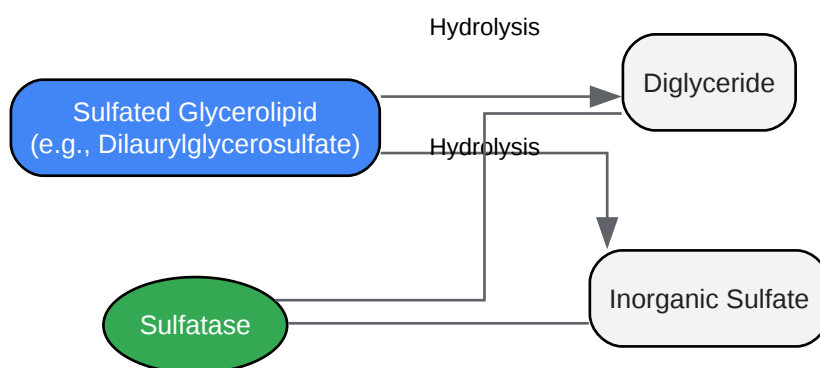 Hydrolysis
Diglyceride
Sulfated Glycerolipid
(e.g., Dilaurylglycerosulfate)
Hydrolysis
Inorganic Sulfate
Sulfatase